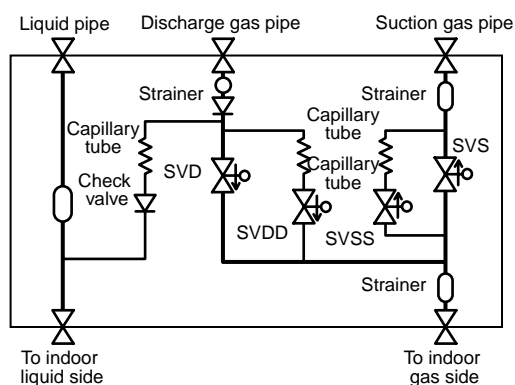 Liquid pipe
Discharge gas pipe
Suction gas pipe
Strainer
Strainer
Capillary
tube
Capillary
tube
SVS
SVD
Capillary
tube
Check
valve
SVDD
SVSS
Strainer
To indoor
liquid side
To indoor
gas side